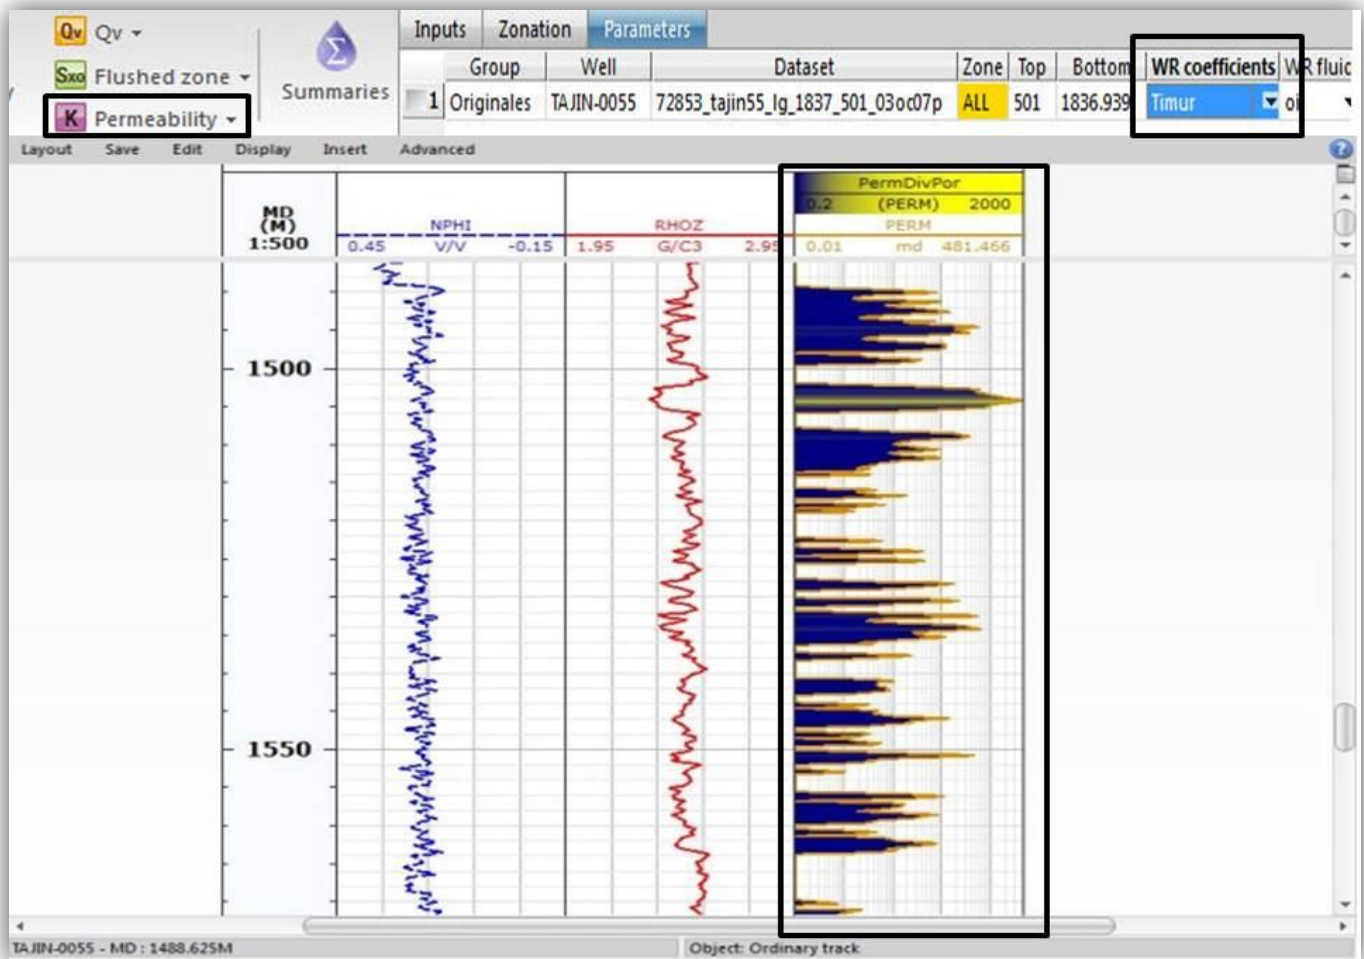 Qv Qv
Sxo Flushed zone
K Permeability
Summaries
Inputs Zonation Parameters
Group Well Dataset Zone Top Bottom WR coefficients WR fluid
1 Originales TAJIN-0055 72853_tajin55_lg_1837_501_03oc07p ALL 501 1836.939 Timur oi
Layout Save Edit Display Insert Advanced
PermDivPor
0.2 (PERM) 2000
MD
(M)
1:500
NPHI
0.45 V/V -0.15
RHOZ
1.95 G/C3 2.95
PERM
0.01 md 481.466
1500
1550
TAJIN-0055 - MD : 1488.625M Object: Ordinary track